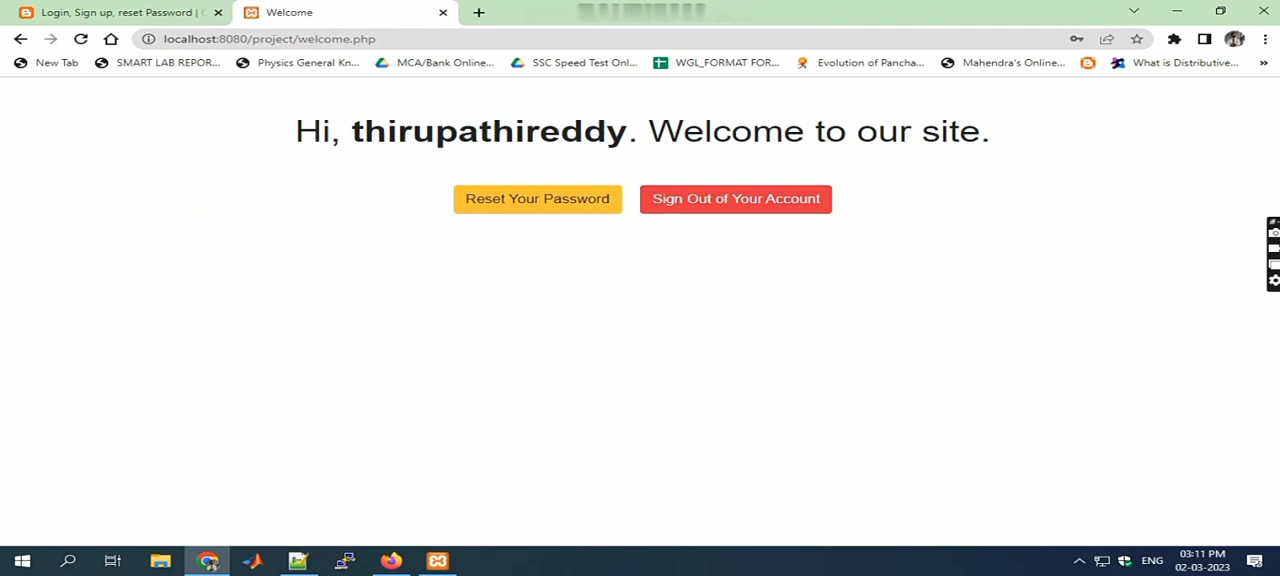 Login, Sign up, reset Password | C
Welcome
localhost:8080/project/welcome.php
New Tab
SMART LAB REPOR...
Physics General Kn...
MCA/Bank Online...
SSC Speed Test Onl...
WGL_FORMAT FOR...
Evolution of Pancha...
Mahendra's Online...
What is Distributive...
»
Hi, thirupathireddy. Welcome to our site.
Reset Your Password
Sign Out of Your Account
ENG
03:11 PM
02-03-2023